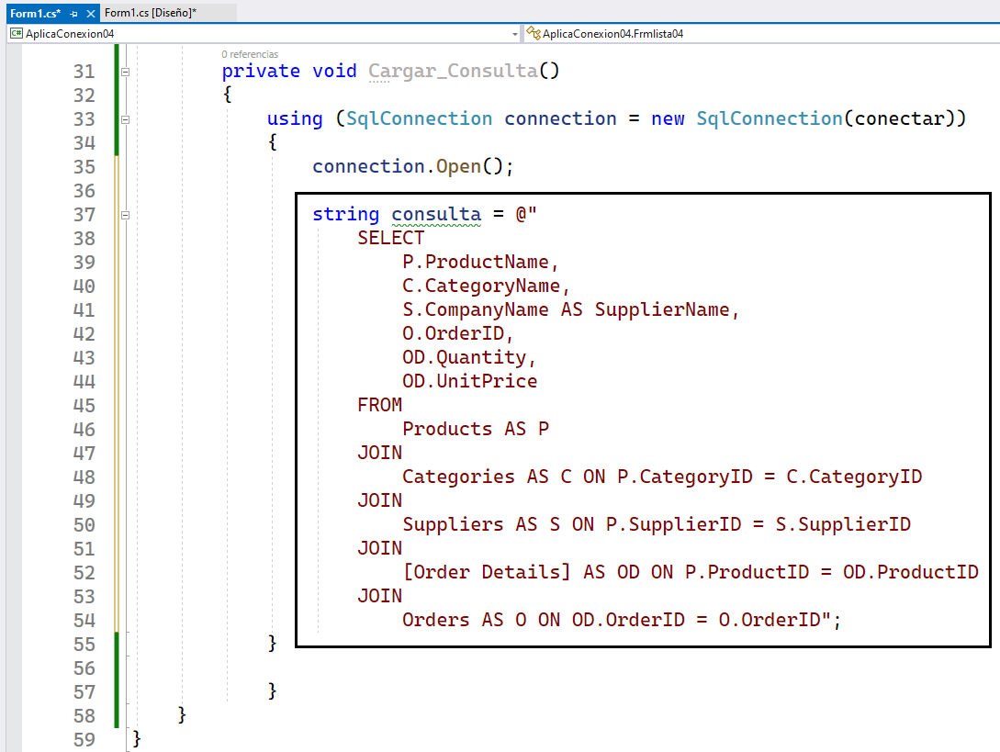 Form1.cs* Form1.cs [Diseño]*
AplicaConexion04 AplicaConexion04.Frmlista04
0 referencias
31 private void Cargar_Consulta()
32 {
33 using (SqlConnection connection = new SqlConnection(conectar))
34 {
35 connection.Open();
36
37 string consulta = @"
38 SELECT
39 P.ProductName,
40 C.CategoryName,
41 S.CompanyName AS SupplierName,
42 O.OrderID,
43 OD.Quantity,
44 OD.UnitPrice
45 FROM
46 Products AS P
47 JOIN
48 Categories AS C ON P.CategoryID = C.CategoryID
49 JOIN
50 Suppliers AS S ON P.SupplierID = S.SupplierID
51 JOIN
52 [Order Details] AS OD ON P.ProductID = OD.ProductID
53 JOIN
54 Orders AS O ON OD.OrderID = O.OrderID";
55 }
56
57 }
58 }
59 }